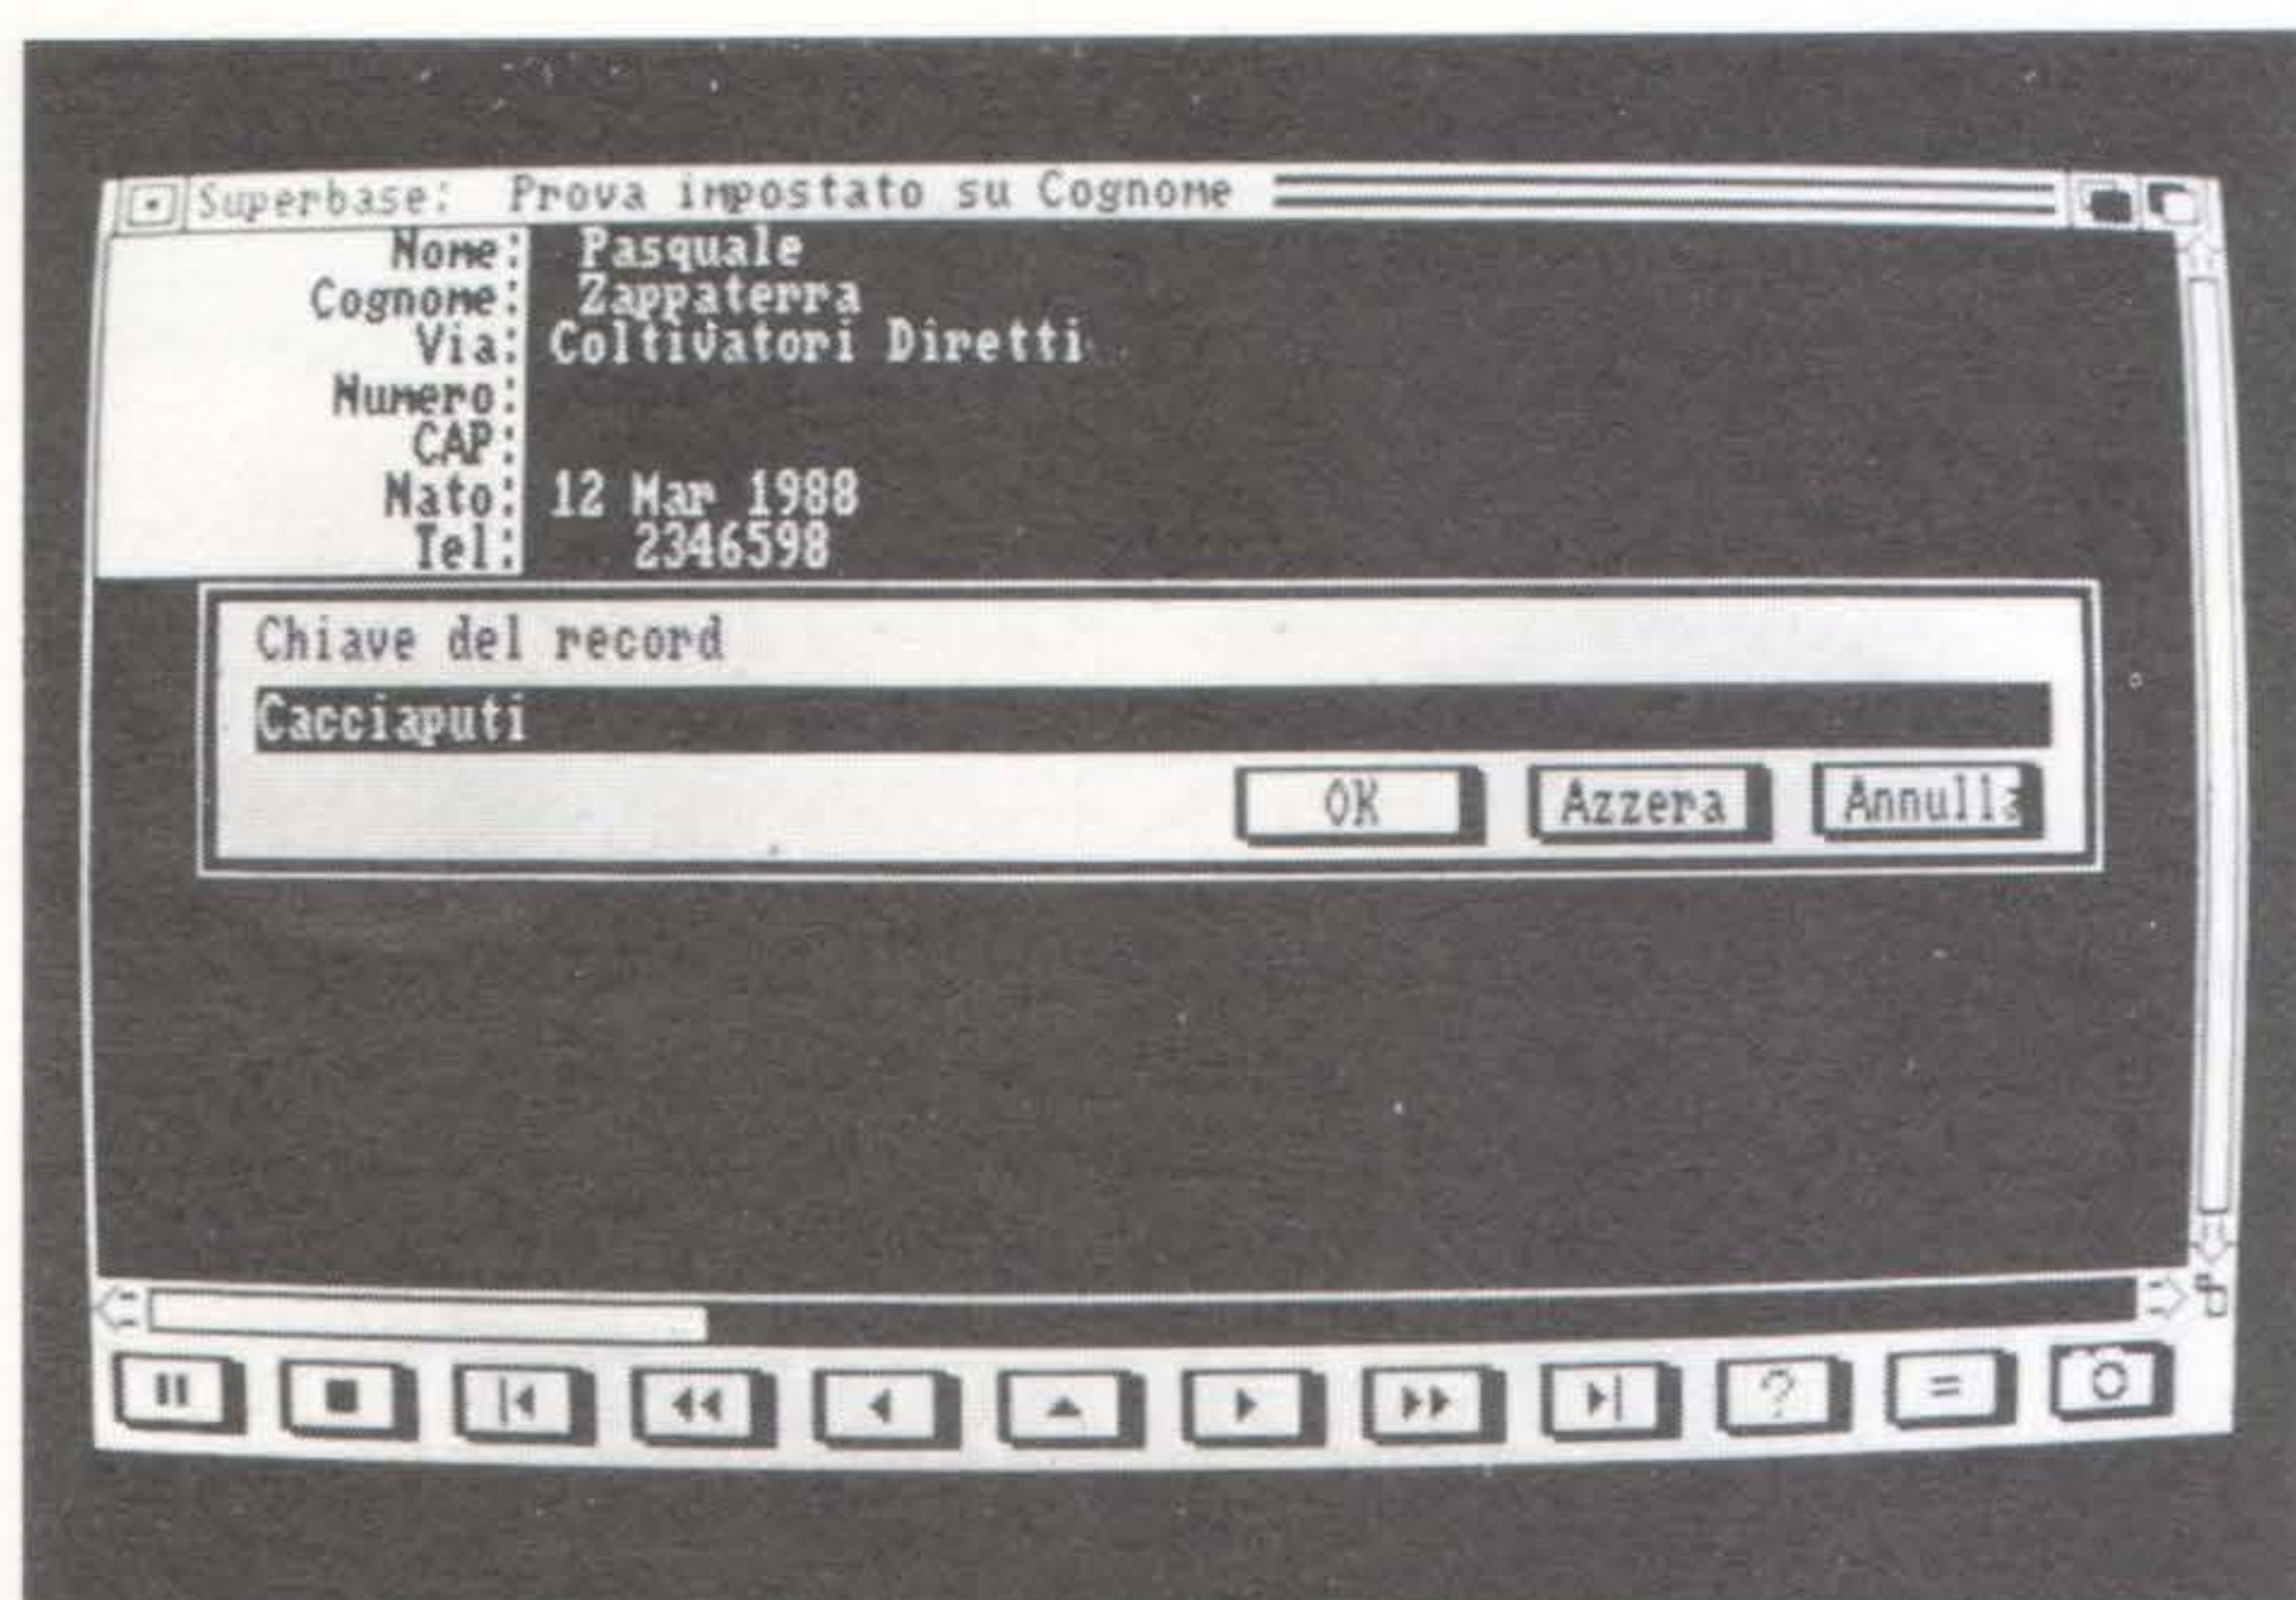 Superbase: Prova impostato su Cognome
Nome: Pasquale
Cognome: Zappaterra
Via: Coltivatori Diretti
Numero:
CAP:
Nato: 12 Mar 1988
Tel: 2346598
Chiave del record
Cacciaputi
OK Azzera Annulla
? =